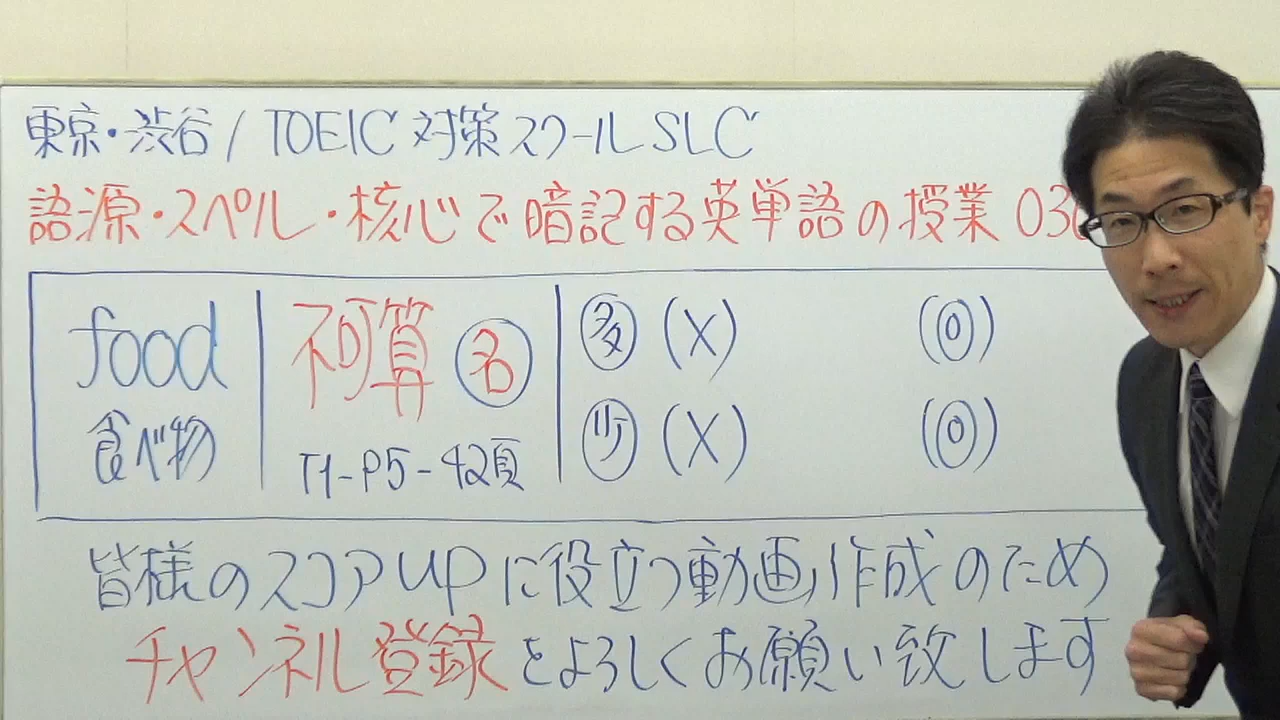 東京・渋谷 / TOEIC 対策スクールSLC
語源・スペル・核心で暗記する英単語の授業 030
food
食べ物
不可算 名
T1-P5-42頁
多 (X) (◎)
少 (X) (◎)
皆様のスコアUPに役立つ動画作成のため
チャンネル登録をよろしくお願い致します